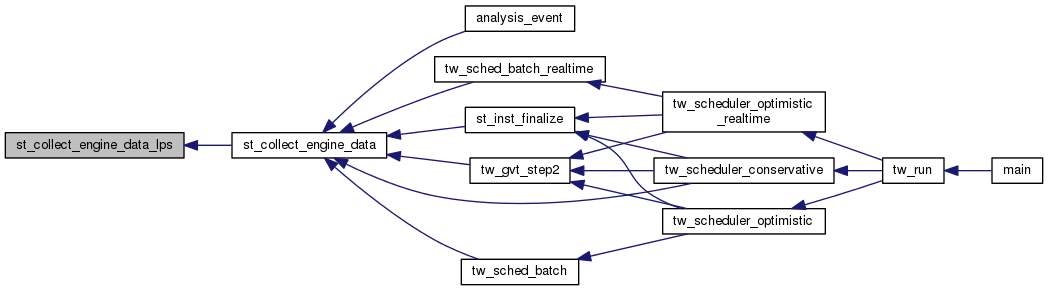 analysis_event
tw_sched_batch_realtime
tw_scheduler_optimistic
_realtime
st_inst_finalize
st_collect_engine_data_lps
st_collect_engine_data
tw_gvt_step2
tw_scheduler_conservative
tw_run
main
tw_scheduler_optimistic
tw_sched_batch